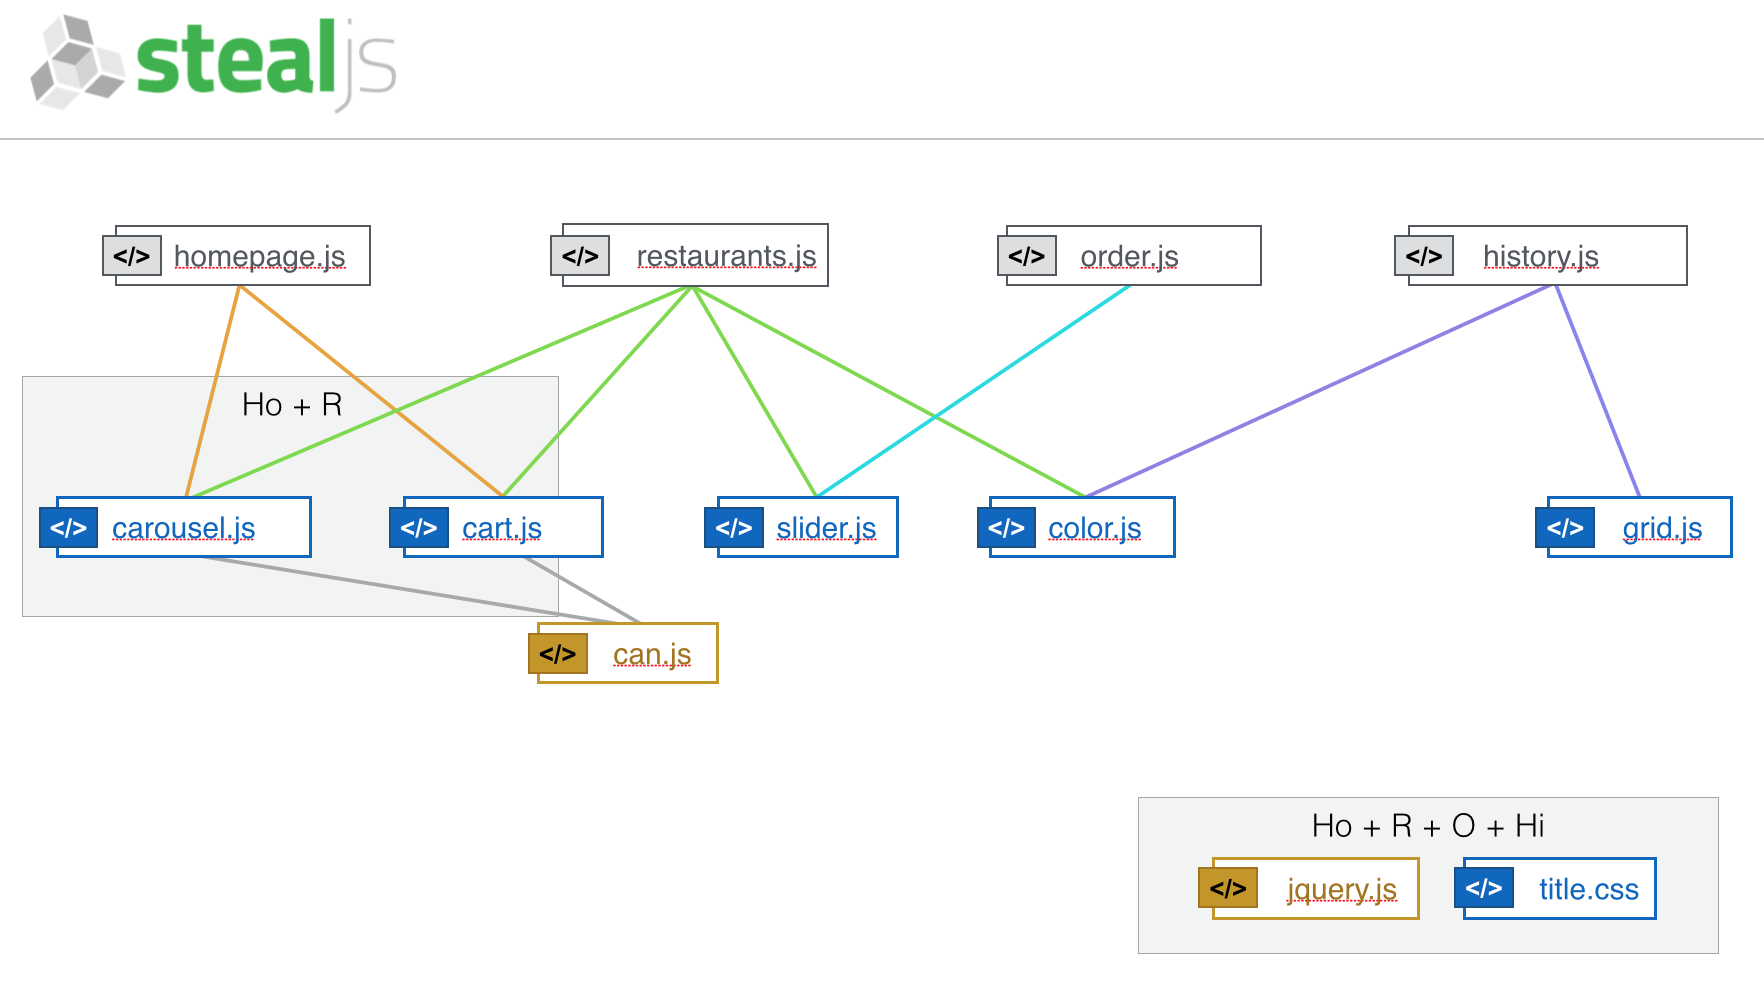 stealjs
</> homepage.js
</> restaurants.js
</> order.js
</> history.js
Ho + R
</> carousel.js
</> cart.js
</> slider.js
</> color.js
</> grid.js
</> can.js
Ho + R + O + Hi
</> jquery.js
</> title.css